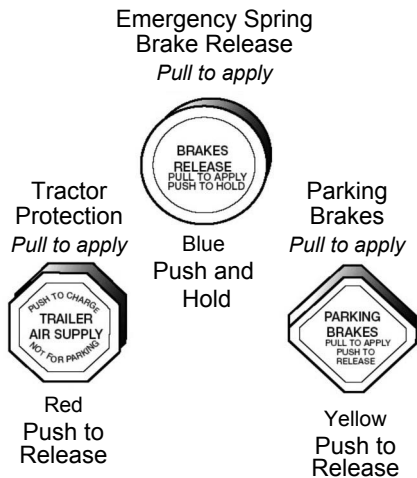 Emergency Spring
Brake Release
Pull to apply
BRAKES
RELEASE
PULL TO APPLY
PUSH TO HOLD
Blue
Push and
Hold
Tractor
Protection
Pull to apply
PUSH TO CHARGE
TRAILER
AIR SUPPLY
NOT FOR PARKING
Red
Push to
Release
Parking
Brakes
Pull to apply
PARKING
BRAKES
PULL TO APPLY
PUSH TO
RELEASE
Yellow
Push to
Release